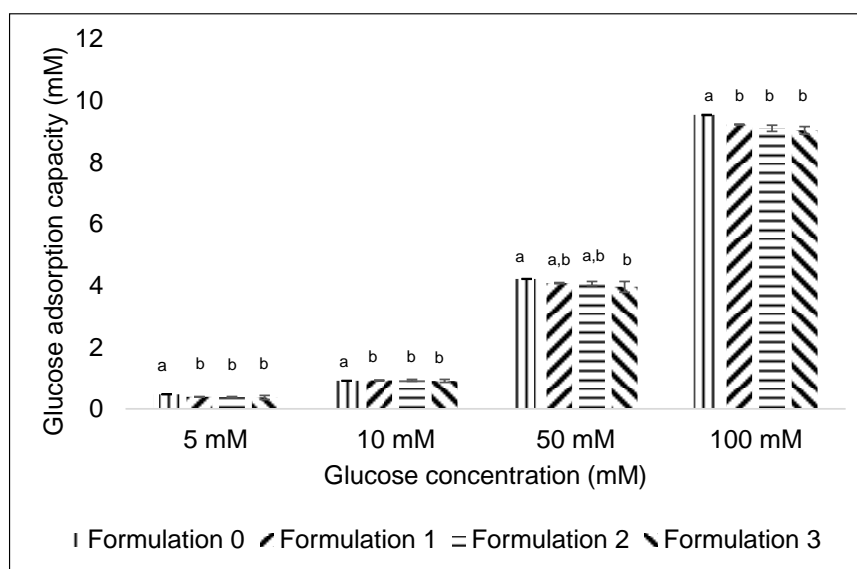 12
10
8
6
4
2
0
Glucose adsorption capacity (mM)
a b b b
a b b b
a a,b a,b b
a b b b
5 mM 10 mM 50 mM 100 mM
Glucose concentration (mM)
Formulation 0 Formulation 1 Formulation 2 Formulation 3